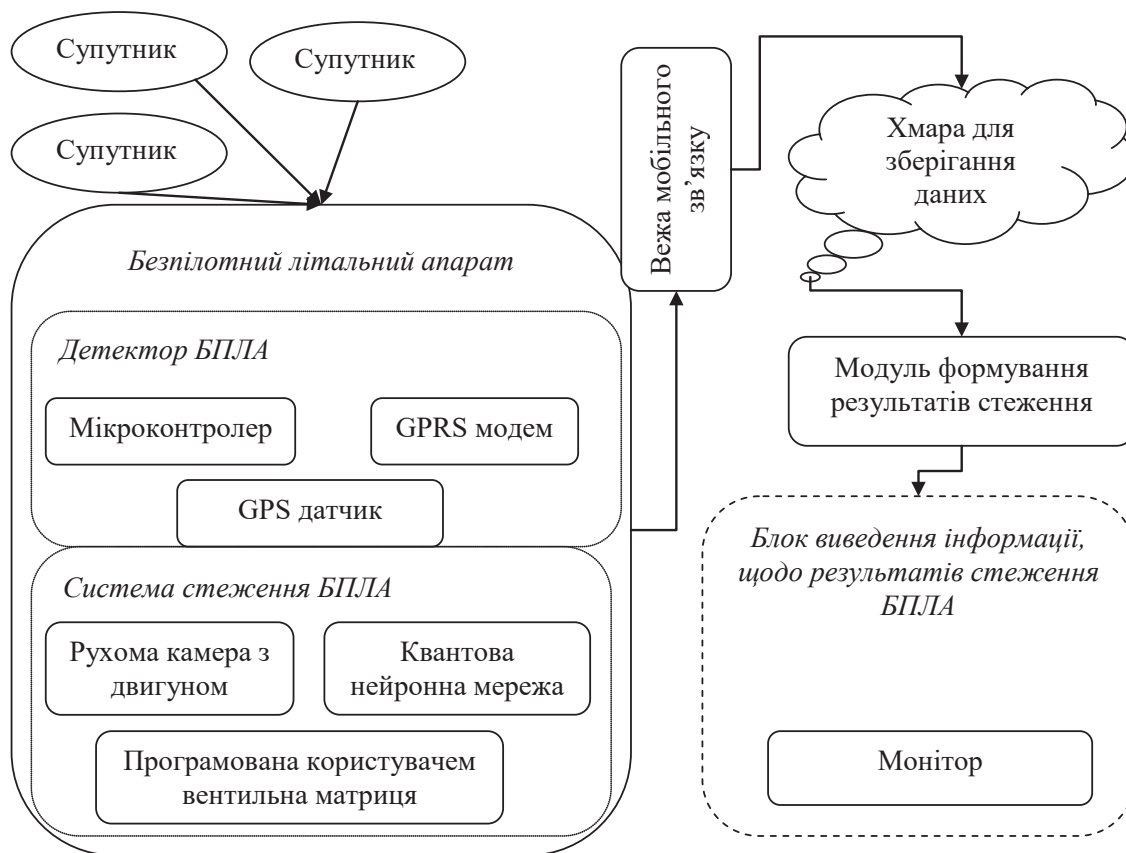 Супутник
Супутник
Супутник
Безпілотний літальний апарат
Детектор БПЛА
Мікроконтролер
GPRS модем
GPS датчик
Система стеження БПЛА
Рухома камера з
двигуном
Квантова
нейронна мережа
Програмована користувачем
вентильна матриця
Вежа мобільного
зв’язку
Хмара для
зберігання
даних
Модуль формування
результатів стеження
Блок виведення інформації,
щодо результатів стеження
БПЛА
Монітор